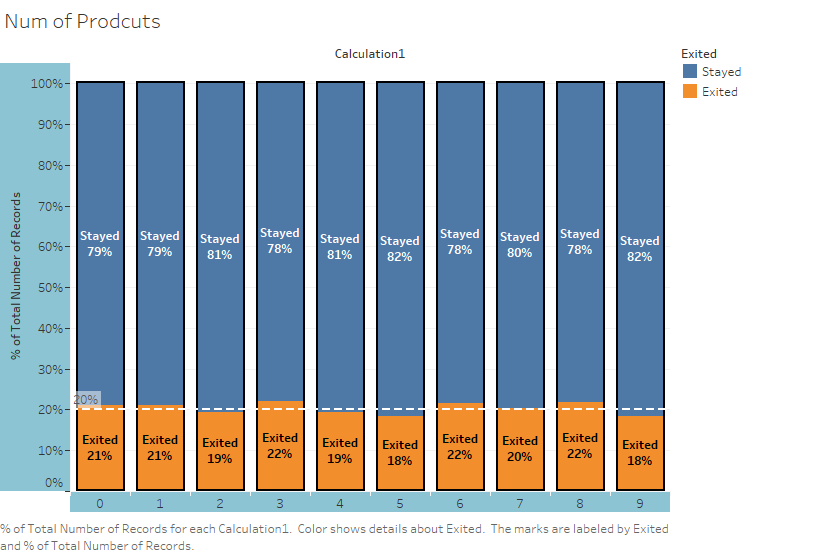 Num of Prodcuts
Calculation1
Exited
Stayed
Exited
% of Total Number of Records
100%
90%
80%
70%
60%
50%
40%
30%
20%
10%
0%
20%
Stayed
79%
Stayed
79%
Stayed
81%
Stayed
78%
Stayed
81%
Stayed
82%
Stayed
78%
Stayed
80%
Stayed
78%
Stayed
82%
Exited
21%
Exited
21%
Exited
19%
Exited
22%
Exited
19%
Exited
18%
Exited
22%
Exited
20%
Exited
22%
Exited
18%
0 1 2 3 4 5 6 7 8 9
% of Total Number of Records for each Calculation1. Color shows details about Exited. The marks are labeled by Exited
and % of Total Number of Records.